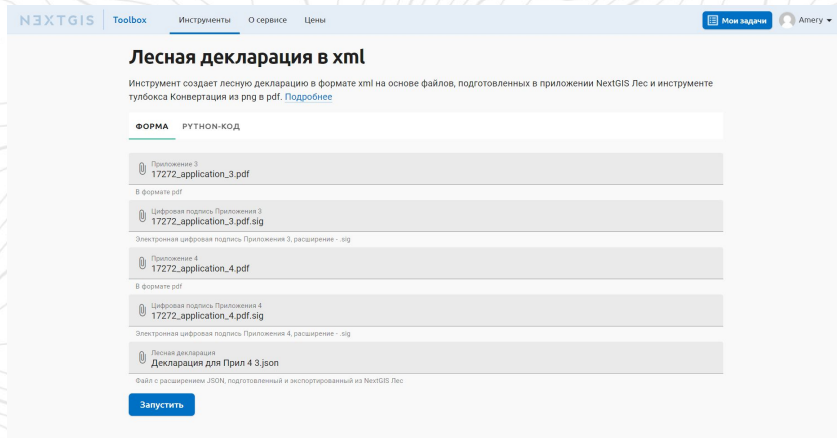 NEXTGIS Toolbox Инструменты О сервисе Цены Мои задачи Amery
Лесная декларация в xml
Инструмент создает лесную декларацию в формате xml на основе файлов, подготовленных в приложении NextGIS Лес и инструменте
тулбокса Конвертация из png в pdf. Подробнее
ФОРМА PYTHON-КОД
Приложение 3
17272_application_3.pdf
В формате pdf
Цифровая подпись Приложения 3
17272_application_3.pdf.sig
Электронная цифровая подпись Приложения 3, расширение - .sig
Приложение 4
17272_application_4.pdf
В формате pdf
Цифровая подпись Приложения 4
17272_application_4.pdf.sig
Электронная цифровая подпись Приложения 4, расширение - .sig
Лесная декларация
Декларация для Прил 4 3.json
Файл с расширением JSON, подготовленный и экспортированный из NextGIS Лес
Запустить